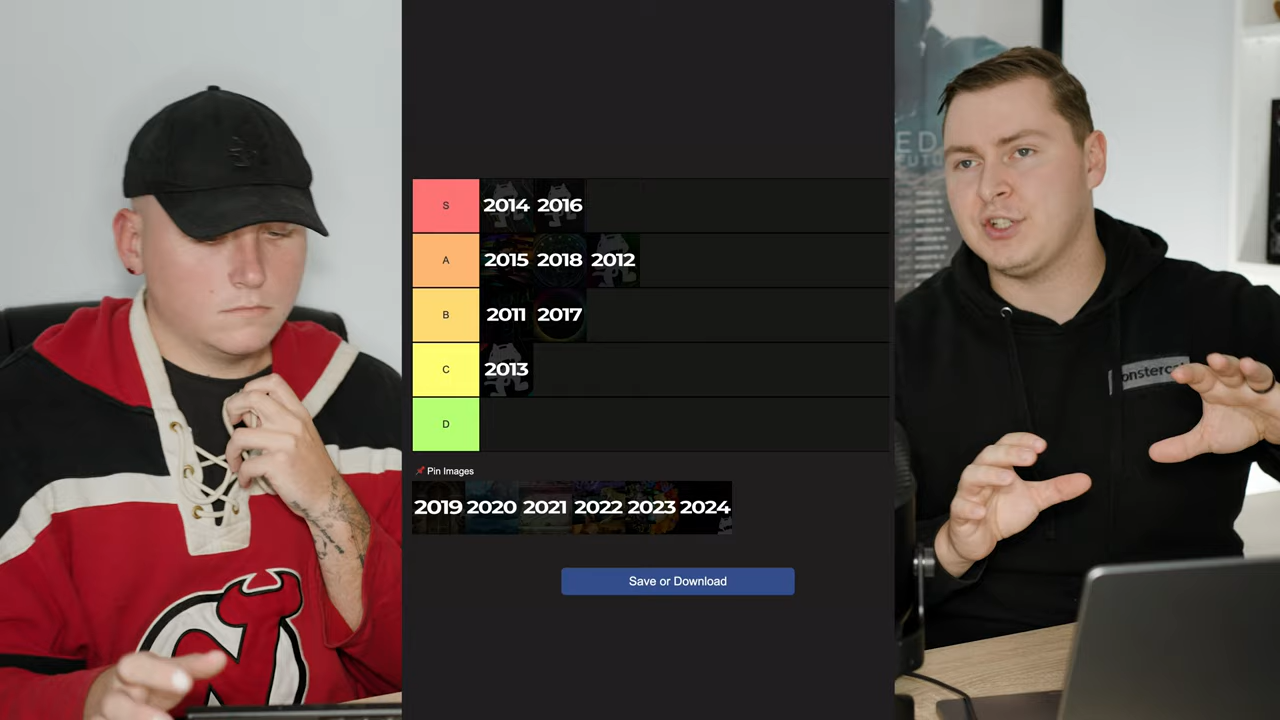 S
2014 2016
A
2015 2018 2012
B
2011 2017
C
2013
D
Pin Images
2019 2020 2021 2022 2023 2024
Save or Download
ED